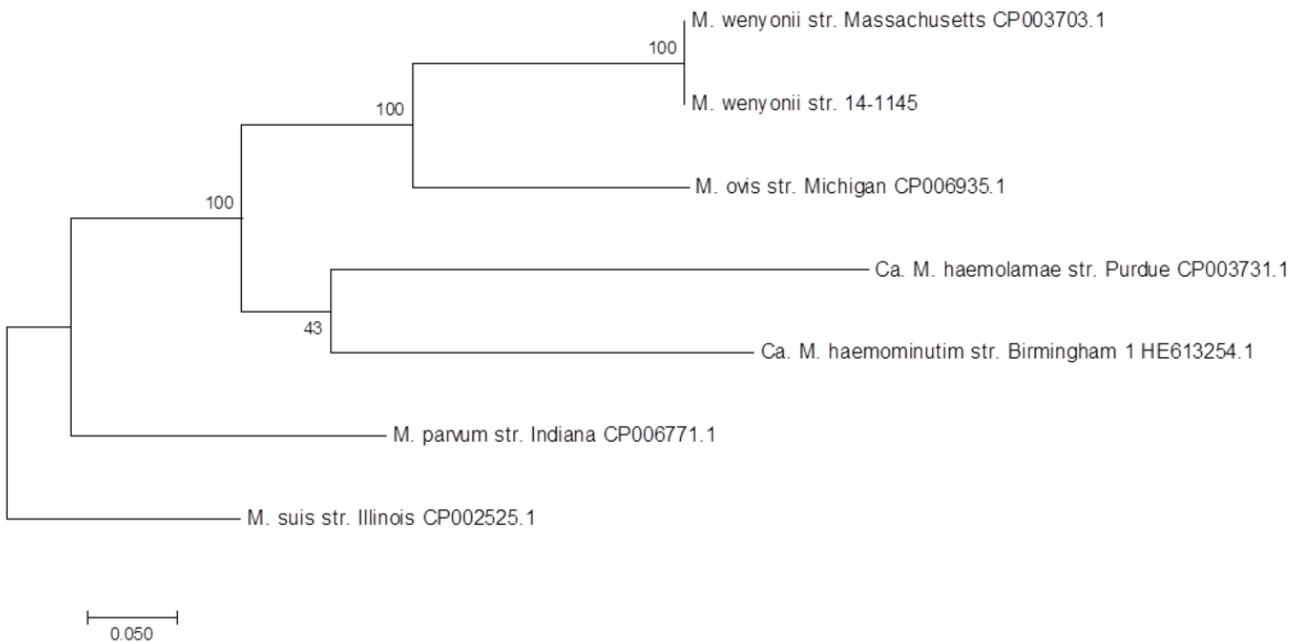 M. wenyonii str. Massachusetts CP003703.1
100
M. wenyonii str. 14-1145
100
M. ovis str. Michigan CP006935.1
100
Ca. M. haemolamae str. Purdue CP003731.1
43
Ca. M. haemominutim str. Birmingham 1 HE613254.1
M. parvum str. Indiana CP006771.1
M. suis str. Illinois CP002525.1
0.050